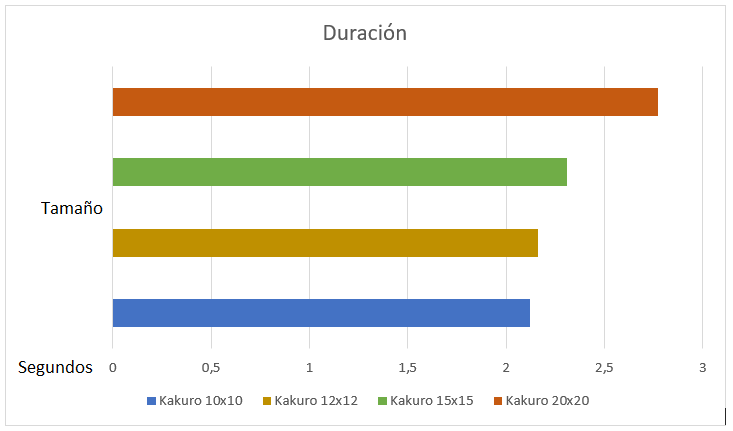 Duración
Tamaño
Segundos 0 0,5 1 1,5 2 2,5 3
Kakuro 10x10 Kakuro 12x12 Kakuro 15x15 Kakuro 20x20